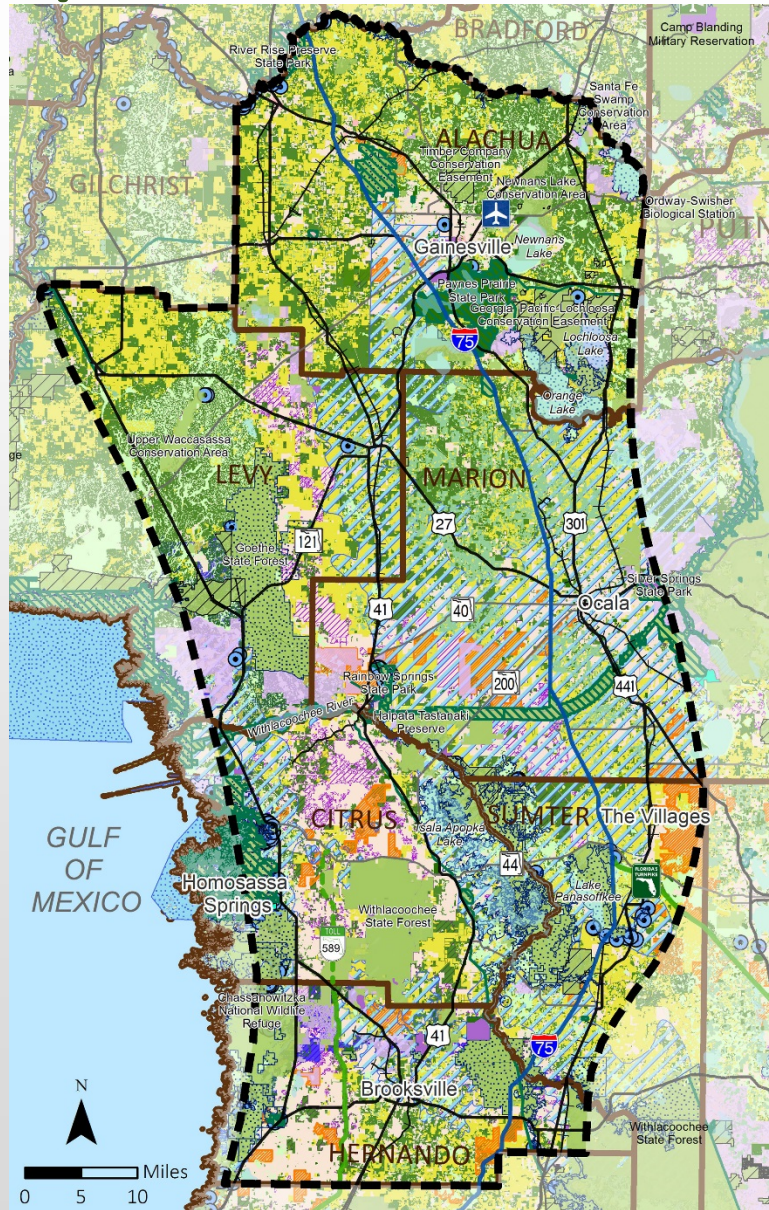 BRADFORD
Camp Blanding
Military Reservation
River Rise Preserve
State Park
Santa Fe
Swamp
Conservation
Area
ALACHUA
Timber Company
Conservation
Easement
GILCHRIST
Newnans Lake
Conservation Area
Ordway-Swisher
Biological Station
PUTN
Gainesville
Newnans
Lake
Paynes Prairie
State Park
Georgia Pacific-Lochloosa
Conservation Easement
75
Lochloosa
Lake
Orange
Lake
Upper Waccasassa
Conservation Area
ge
LEVY
MARION
27
301
121
Goethe
State Forest
41
40
Silver Springs
State Park
Ocala
Rainbow Springs
State Park
200
441
Withlacoochee River
Halpata Tastanaki
Preserve
CITRUS
SUMTER
The Villages
Tsala Apopka
Lake
44
GULF
OF
MEXICO
FLORIDA'S
TURNPIKE
Homosassa
Springs
Lake
Panasoffkee
Withlacoochee
State Forest
TOLL
589
Chassahowitzka
National Wildlife
Refuge
41
75
N
Brooksville
Withlacoochee
State Forest
HERNANDO
Miles
0 5 10